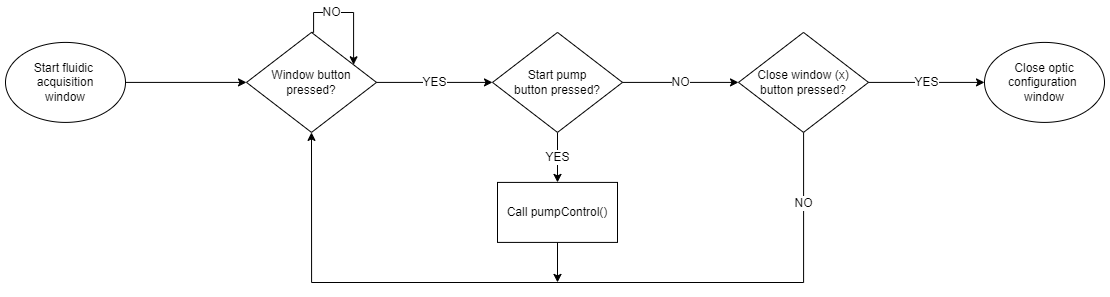 NO
Start fluidic
acquisition
window
Window button
pressed?
YES
Start pump
button pressed?
NO
Close window (x)
button pressed?
YES
Close optic
configuration
window
YES
Call pumpControl()
NO